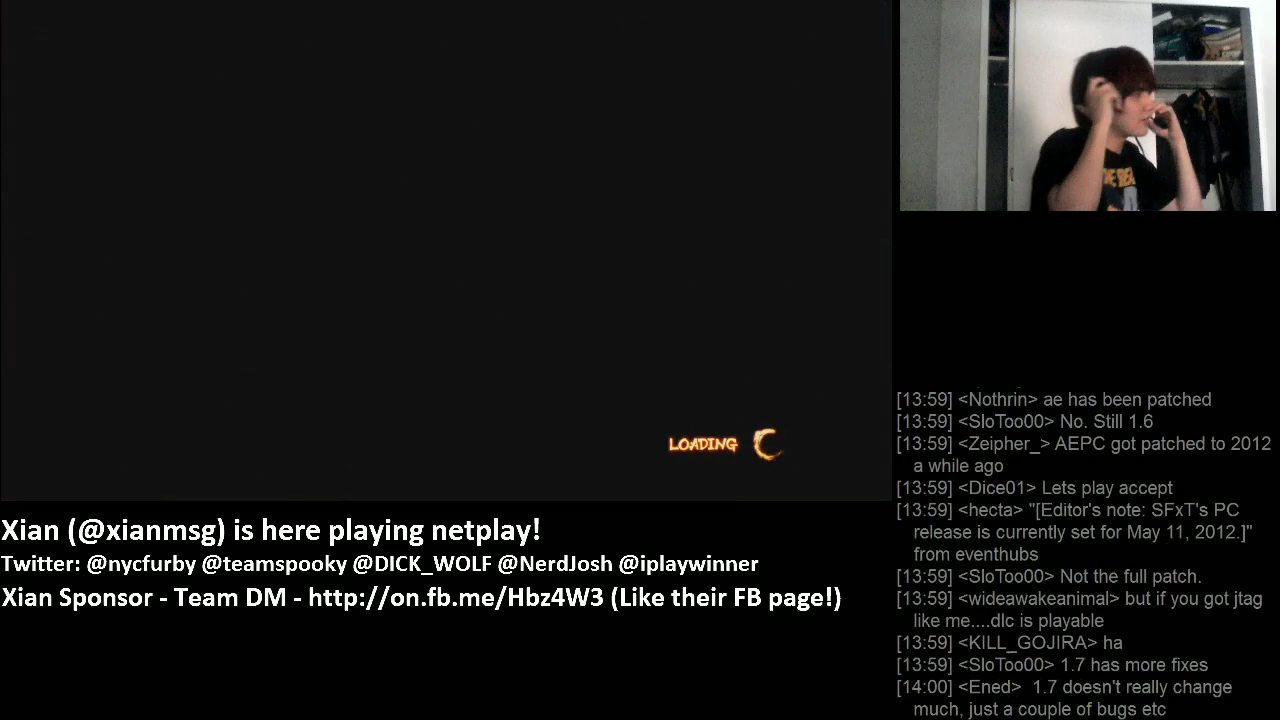 LOADING
Xian (@xianmsg) is here playing netplay!
Twitter: @nycfurby @teamspooky @DICK_WOLF @NerdJosh @iplaywinner
Xian Sponsor - Team DM - http://on.fb.me/Hbz4W3 (Like their FB page!)
[13:59] <Nothrin> ae has been patched
[13:59] <SloToo00> No. Still 1.6
[13:59] <Zeipher_> AEPC got patched to 2012
a while ago
[13:59] <Dice01> Lets play accept
[13:59] <hecta> "[Editor's note: SFxT's PC
release is currently set for May 11, 2012.]"
from eventhubs
[13:59] <SloToo00> Not the full patch.
[13:59] <wideawakeanimal> but if you got jtag
like me....dlc is playable
[13:59] <KILL_GOJIRA> ha
[13:59] <SloToo00> 1.7 has more fixes
[14:00] <Ened>  1.7 doesn't really change
much, just a couple of bugs etc